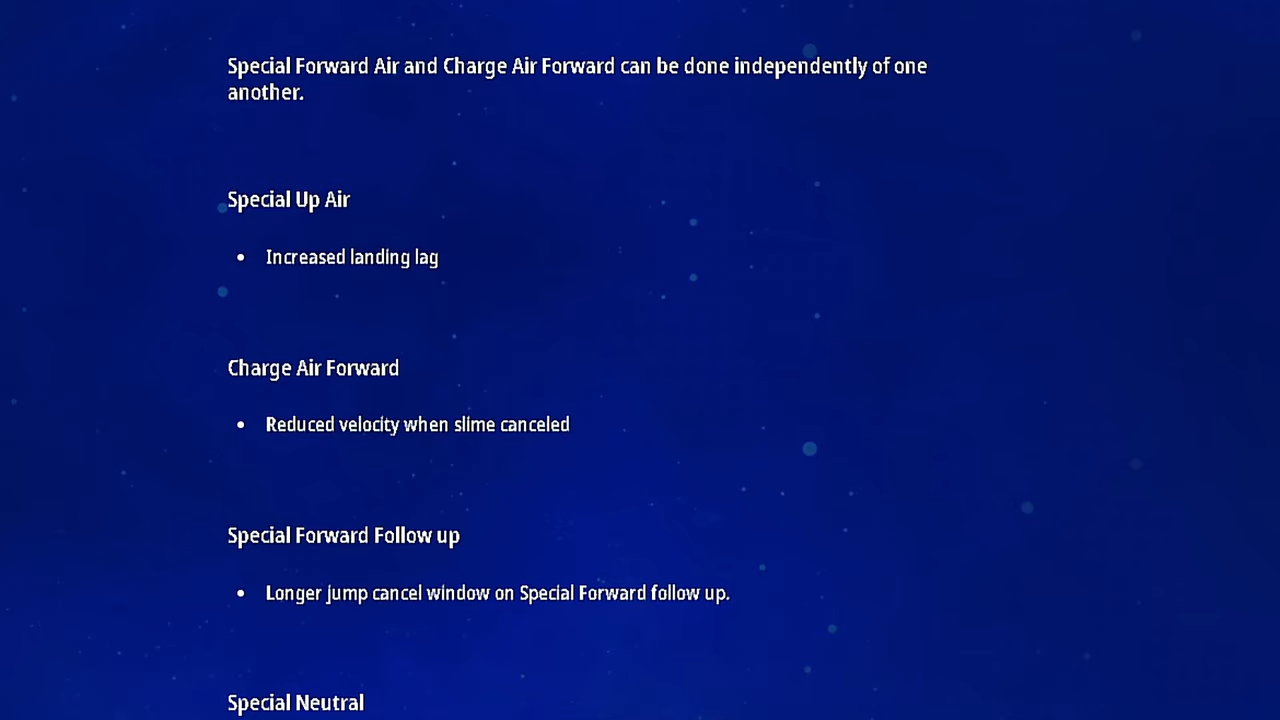 Special Forward Air and Charge Air Forward can be done independently of one
another.
Special Up Air
• Increased landing lag
Charge Air Forward
• Reduced velocity when slime canceled
Special Forward Follow up
• Longer jump cancel window on Special Forward follow up.
Special Neutral